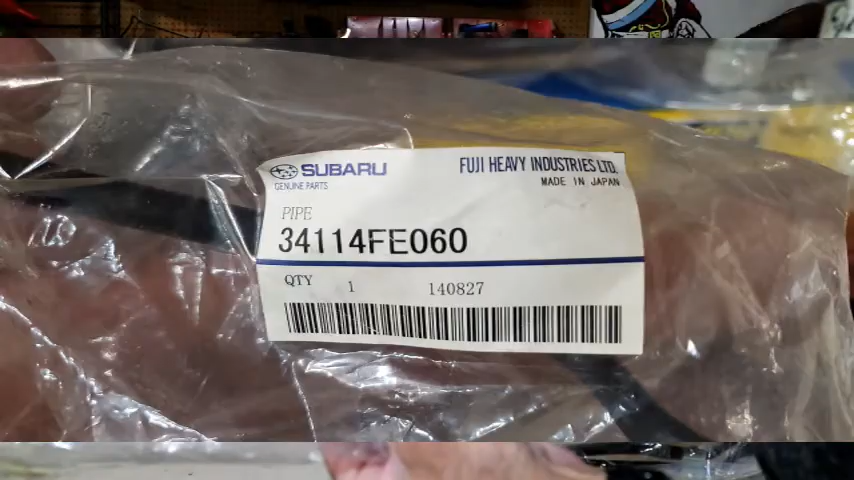 SUBARU
FUJI HEAVY INDUSTRIES LTD.
GENUINE PARTS
MADE IN JAPAN
PIPE
34114FE060
QTY 1 140827